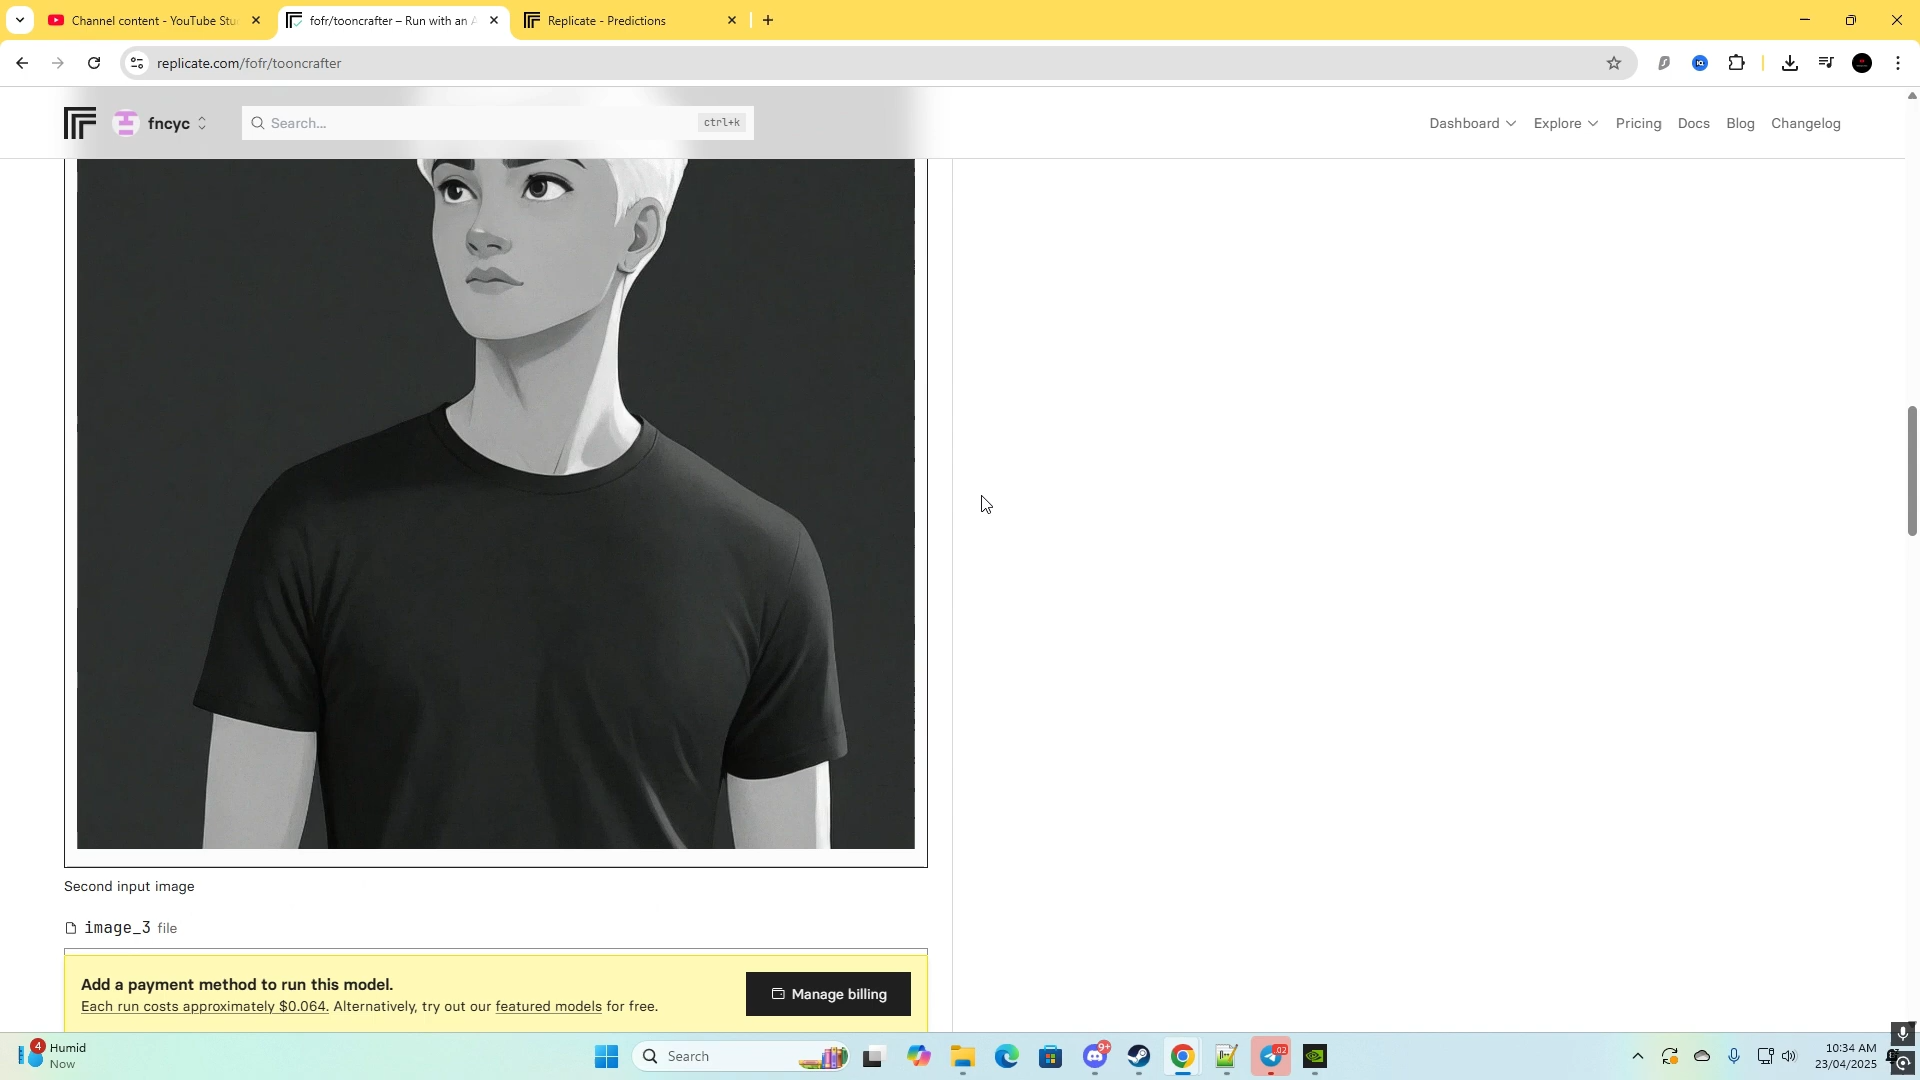 Channel content - YouTube Stu
fofr/tooncrafter – Run with an A
Replicate - Predictions
replicate.com/fofr/tooncrafter
fncyc
Search...
ctrl+k
Dashboard
Explore
Pricing
Docs
Blog
Changelog
Second input image
image_3 file
Add a payment method to run this model.
Each run costs approximately $0.064. Alternatively, try out our featured models for free.
Manage billing
4
Humid
Now
Search
9+
.02
10:34 AM
23/04/2025